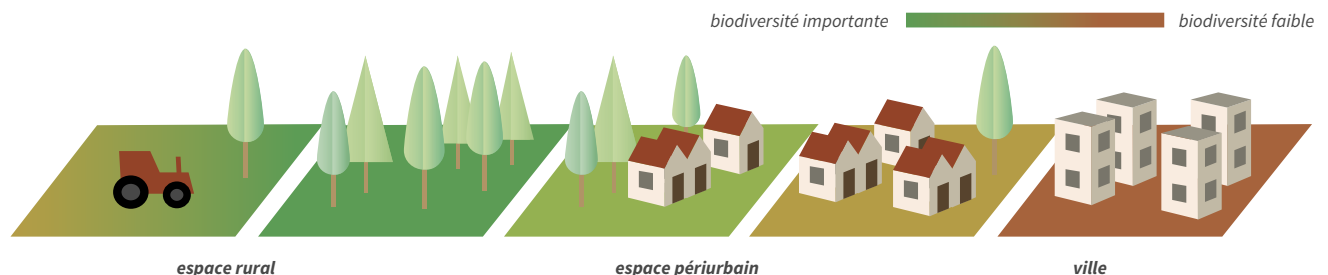 biodiversité importante
biodiversité faible
espace rural
espace périurbain
ville